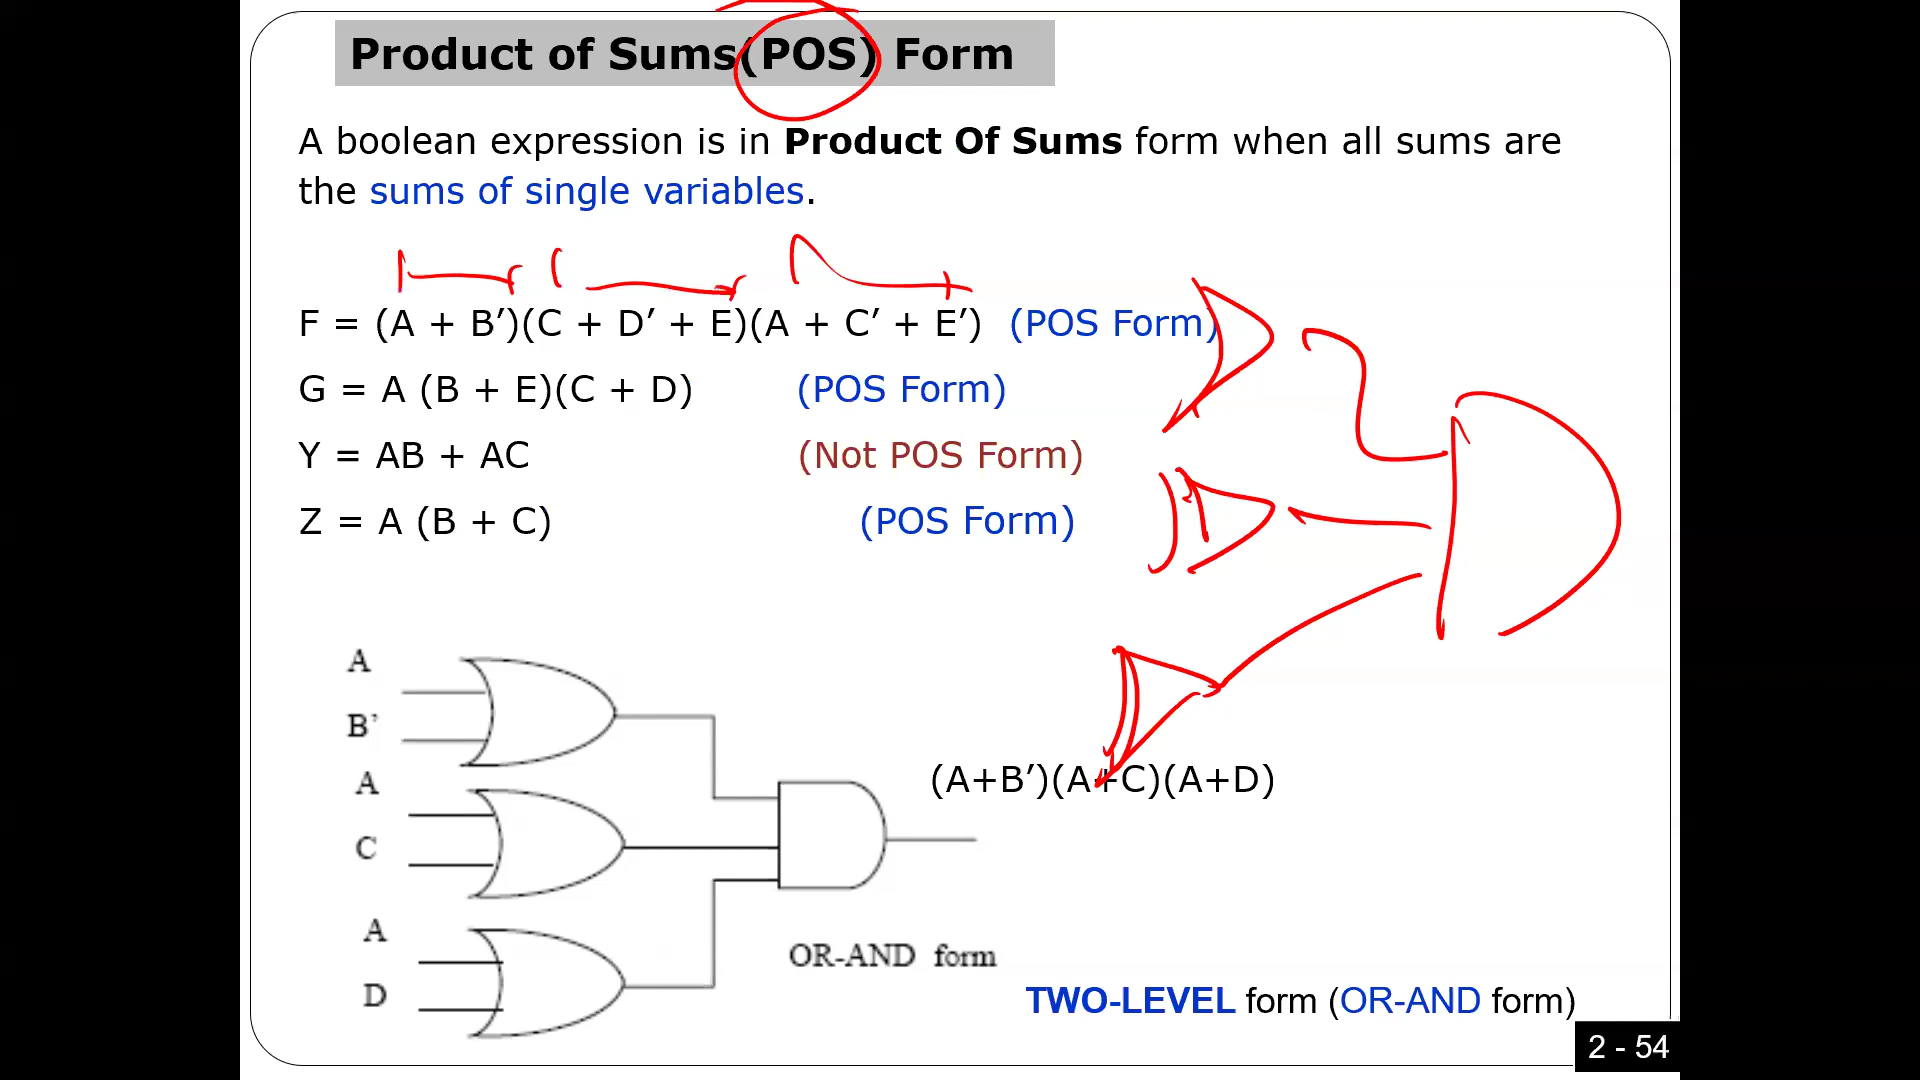 Product of Sums(POS) Form
A boolean expression is in Product Of Sums form when all sums are
the sums of single variables.
F = (A + B’)(C + D’ + E)(A + C’ + E’) (POS Form)
G = A (B + E)(C + D) (POS Form)
Y = AB + AC (Not POS Form)
Z = A (B + C) (POS Form)
A
B’
A
C
A
D
(A+B’)(A+C)(A+D)
OR-AND form
TWO-LEVEL form (OR-AND form)
2 - 54